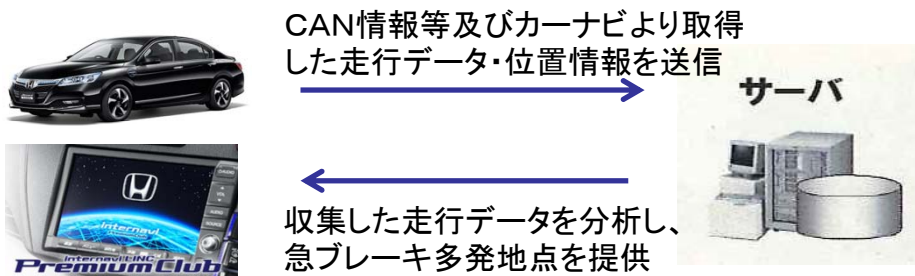 CAN情報等及びカーナビより取得
した走行データ・位置情報を送信
サーバ
internavi
internavi LINC
PremiumClub
収集した走行データを分析し、
急ブレーキ多発地点を提供